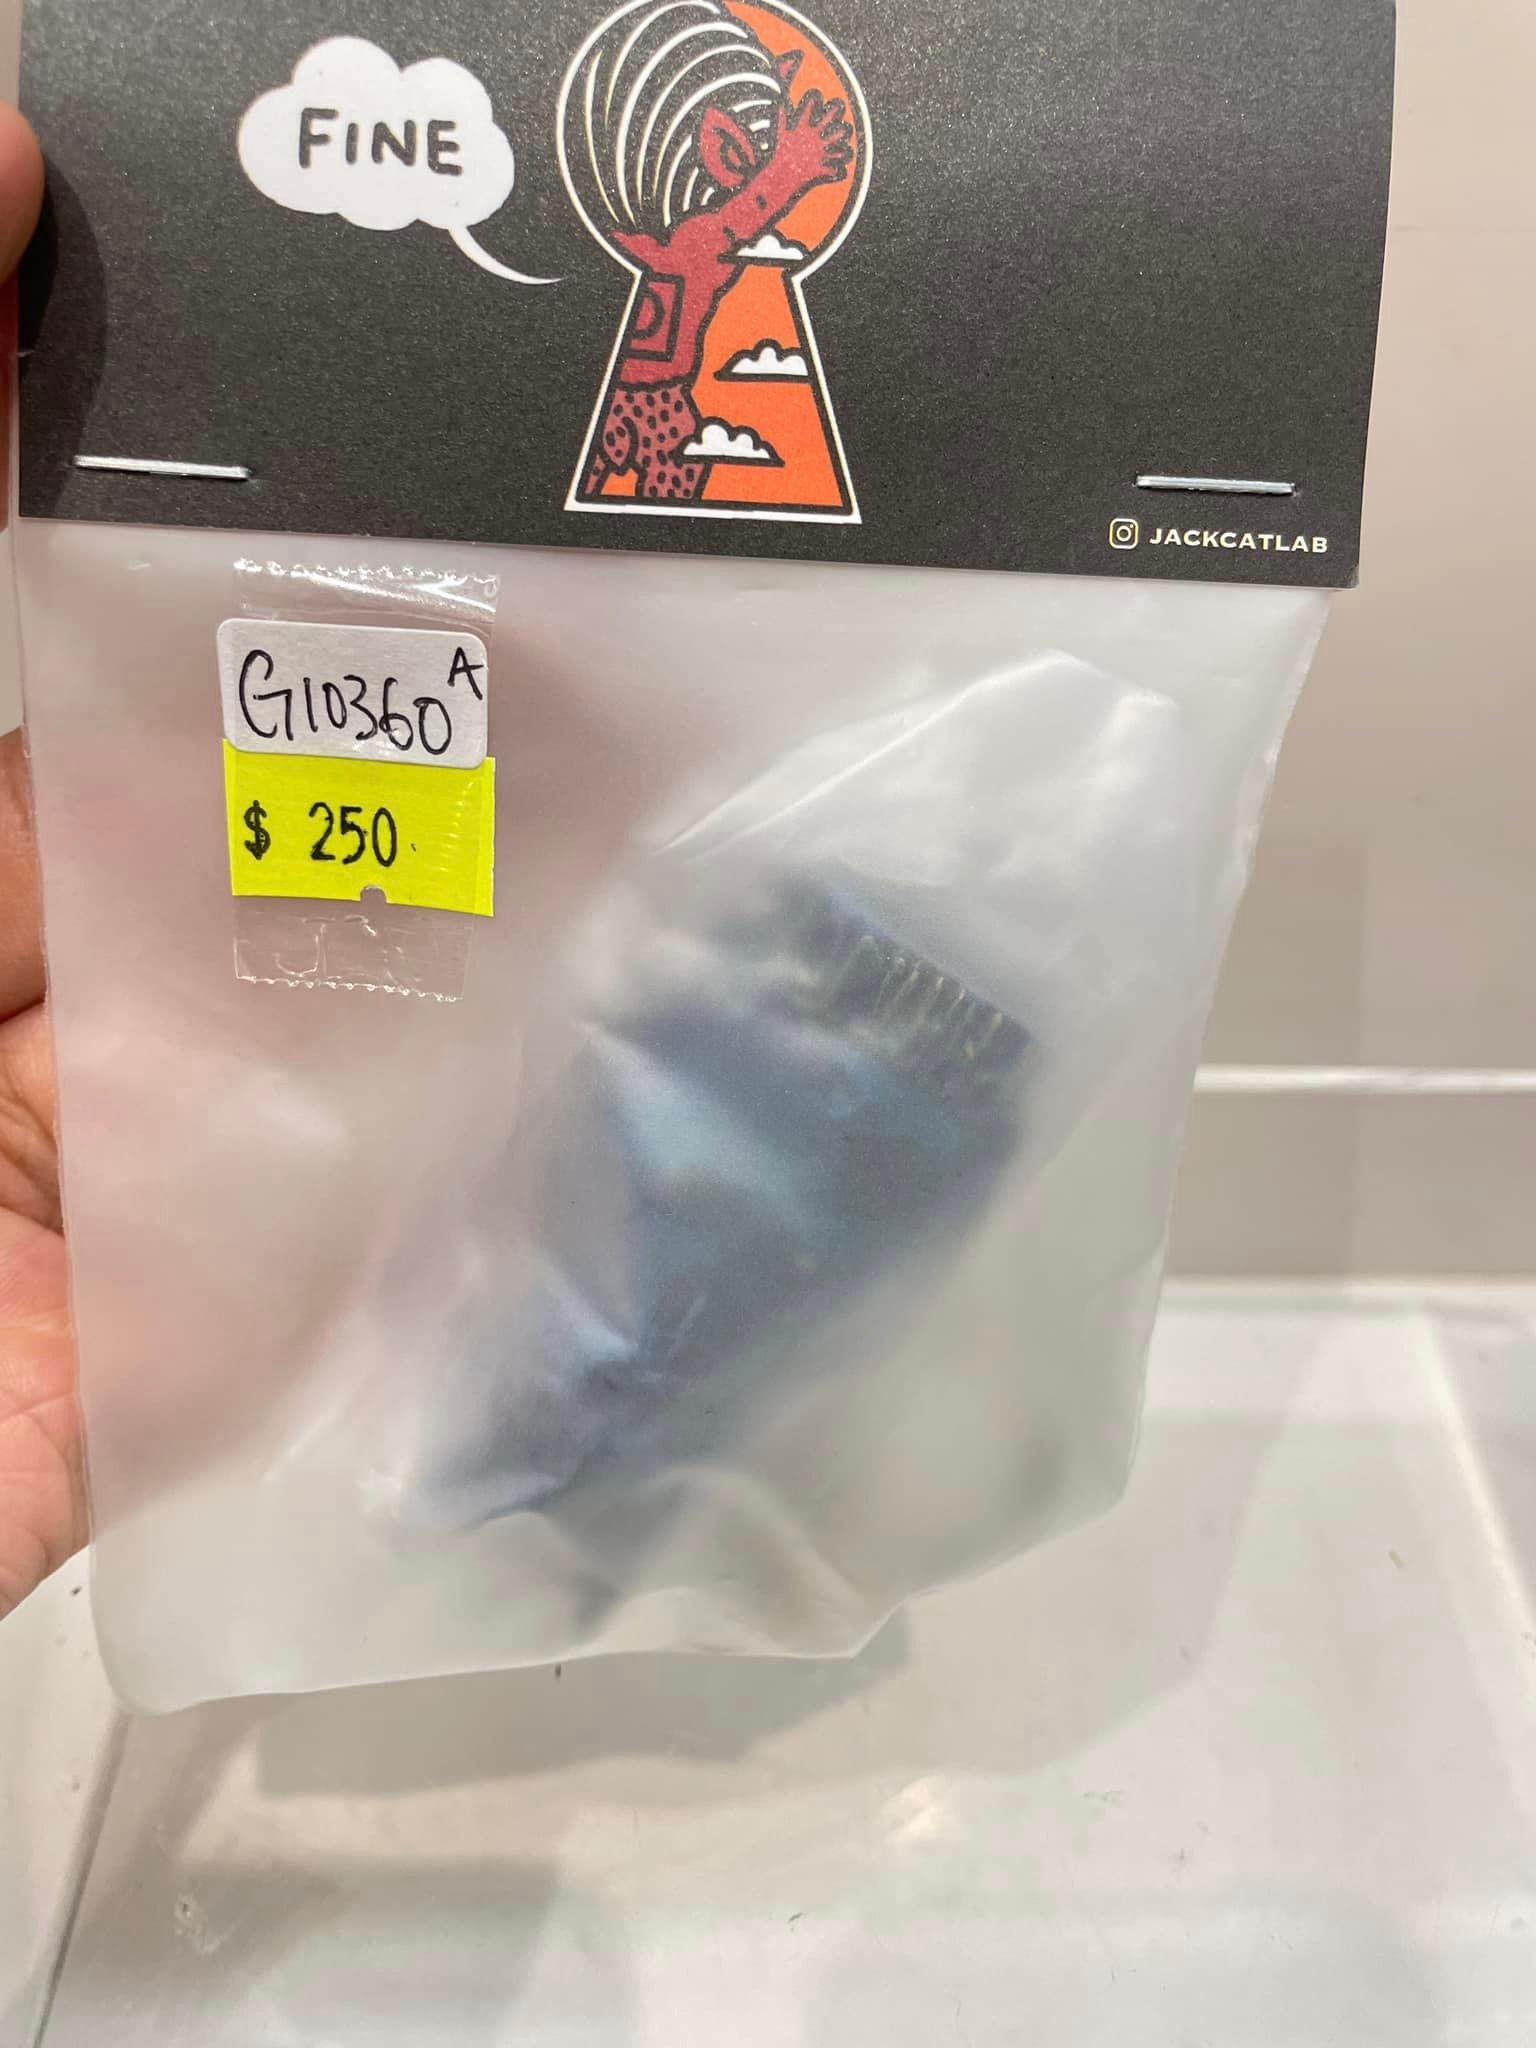 FINE
JACKCATLAB
G10360 A
$ 250.